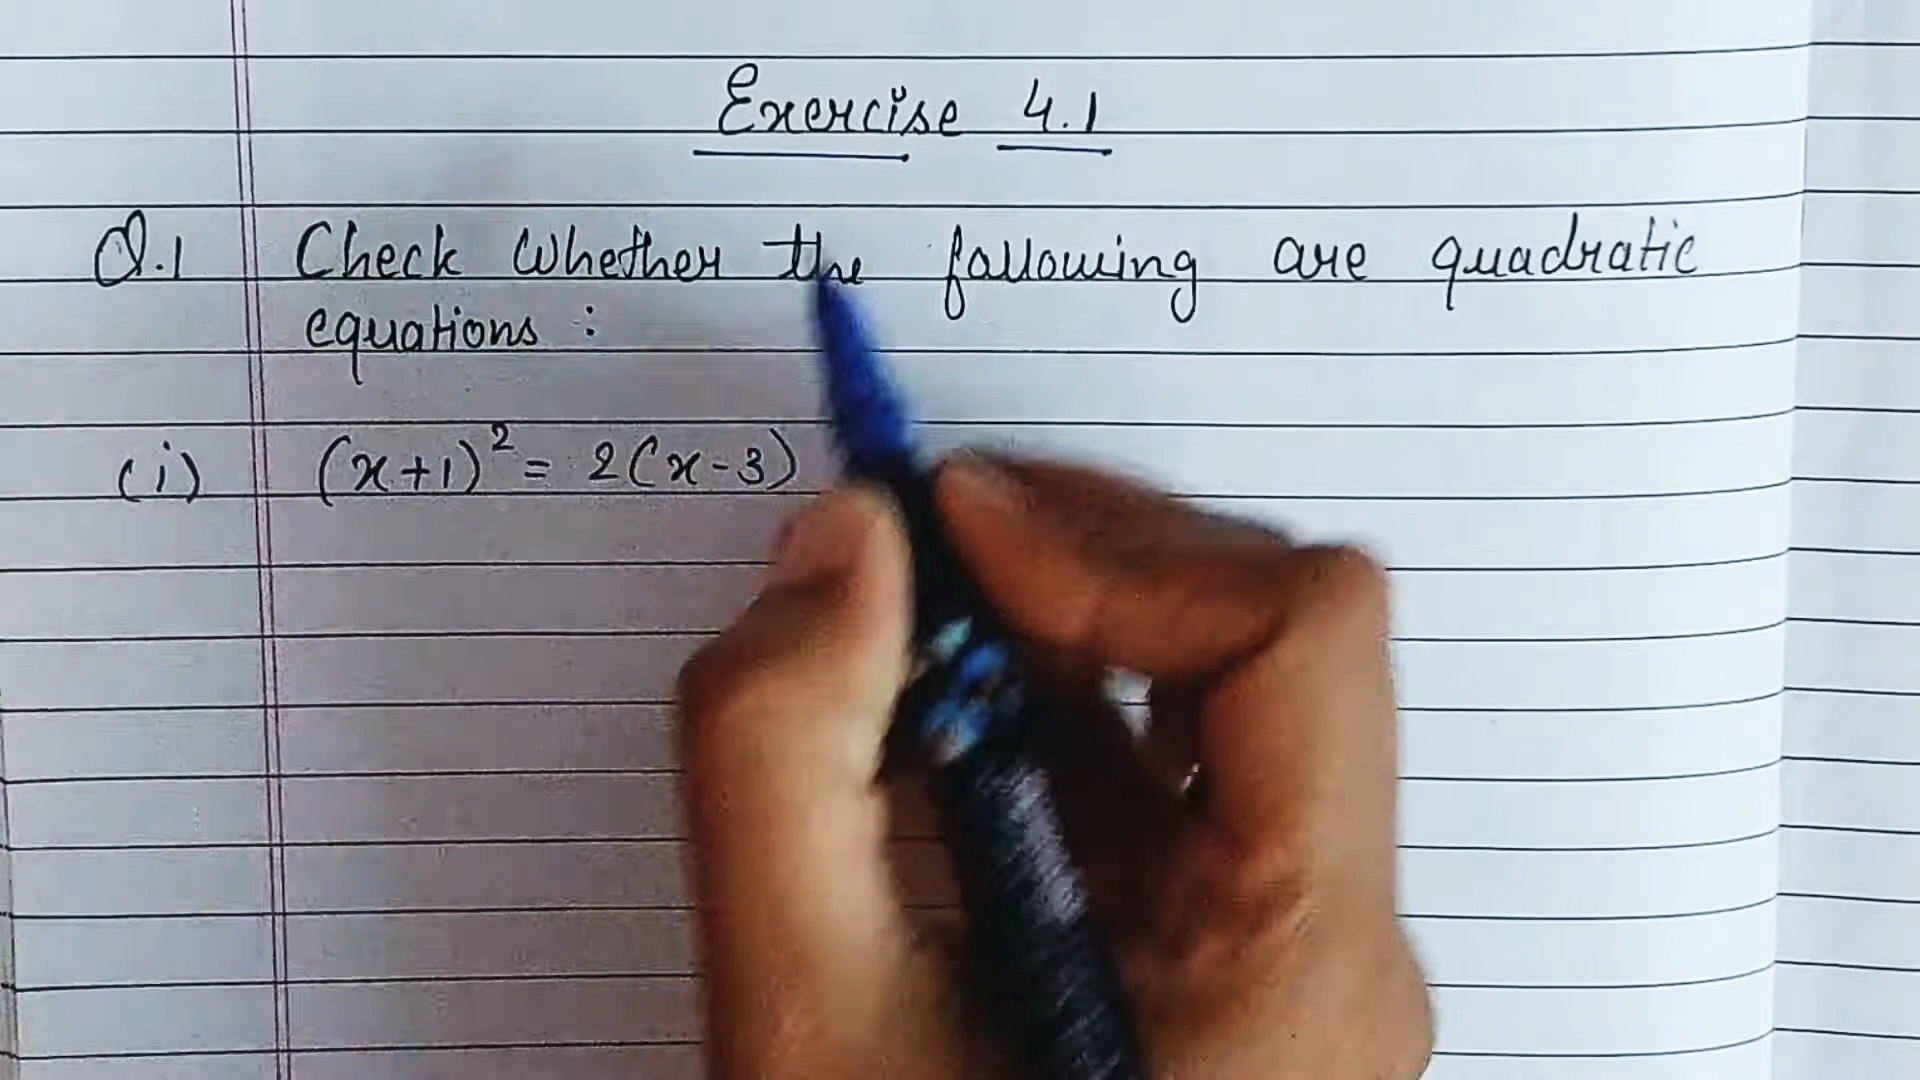 Exercise 4.1
Q.1 Check whether the following are quadratic
equations :
(i) (x+1)² = 2(x-3)